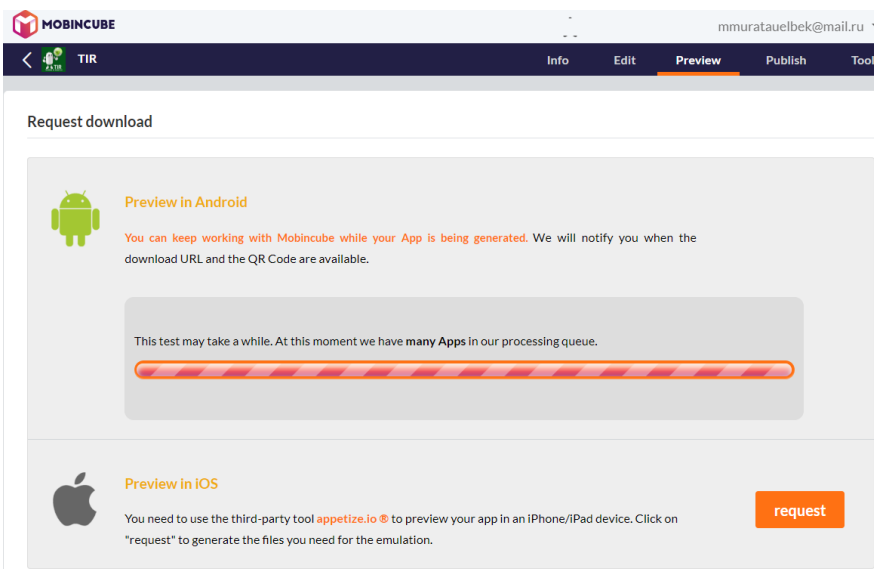 MOBINCUBE
mmuratauelbek@mail.ru
TIR
Info Edit Preview Publish Tool
Request download
Preview in Android
You can keep working with Mobincube while your App is being generated. We will notify you when the
download URL and the QR Code are available.
This test may take a while. At this moment we have many Apps in our processing queue.
Preview in iOS
You need to use the third-party tool appetize.io ® to preview your app in an iPhone/iPad device. Click on
"request" to generate the files you need for the emulation.
request